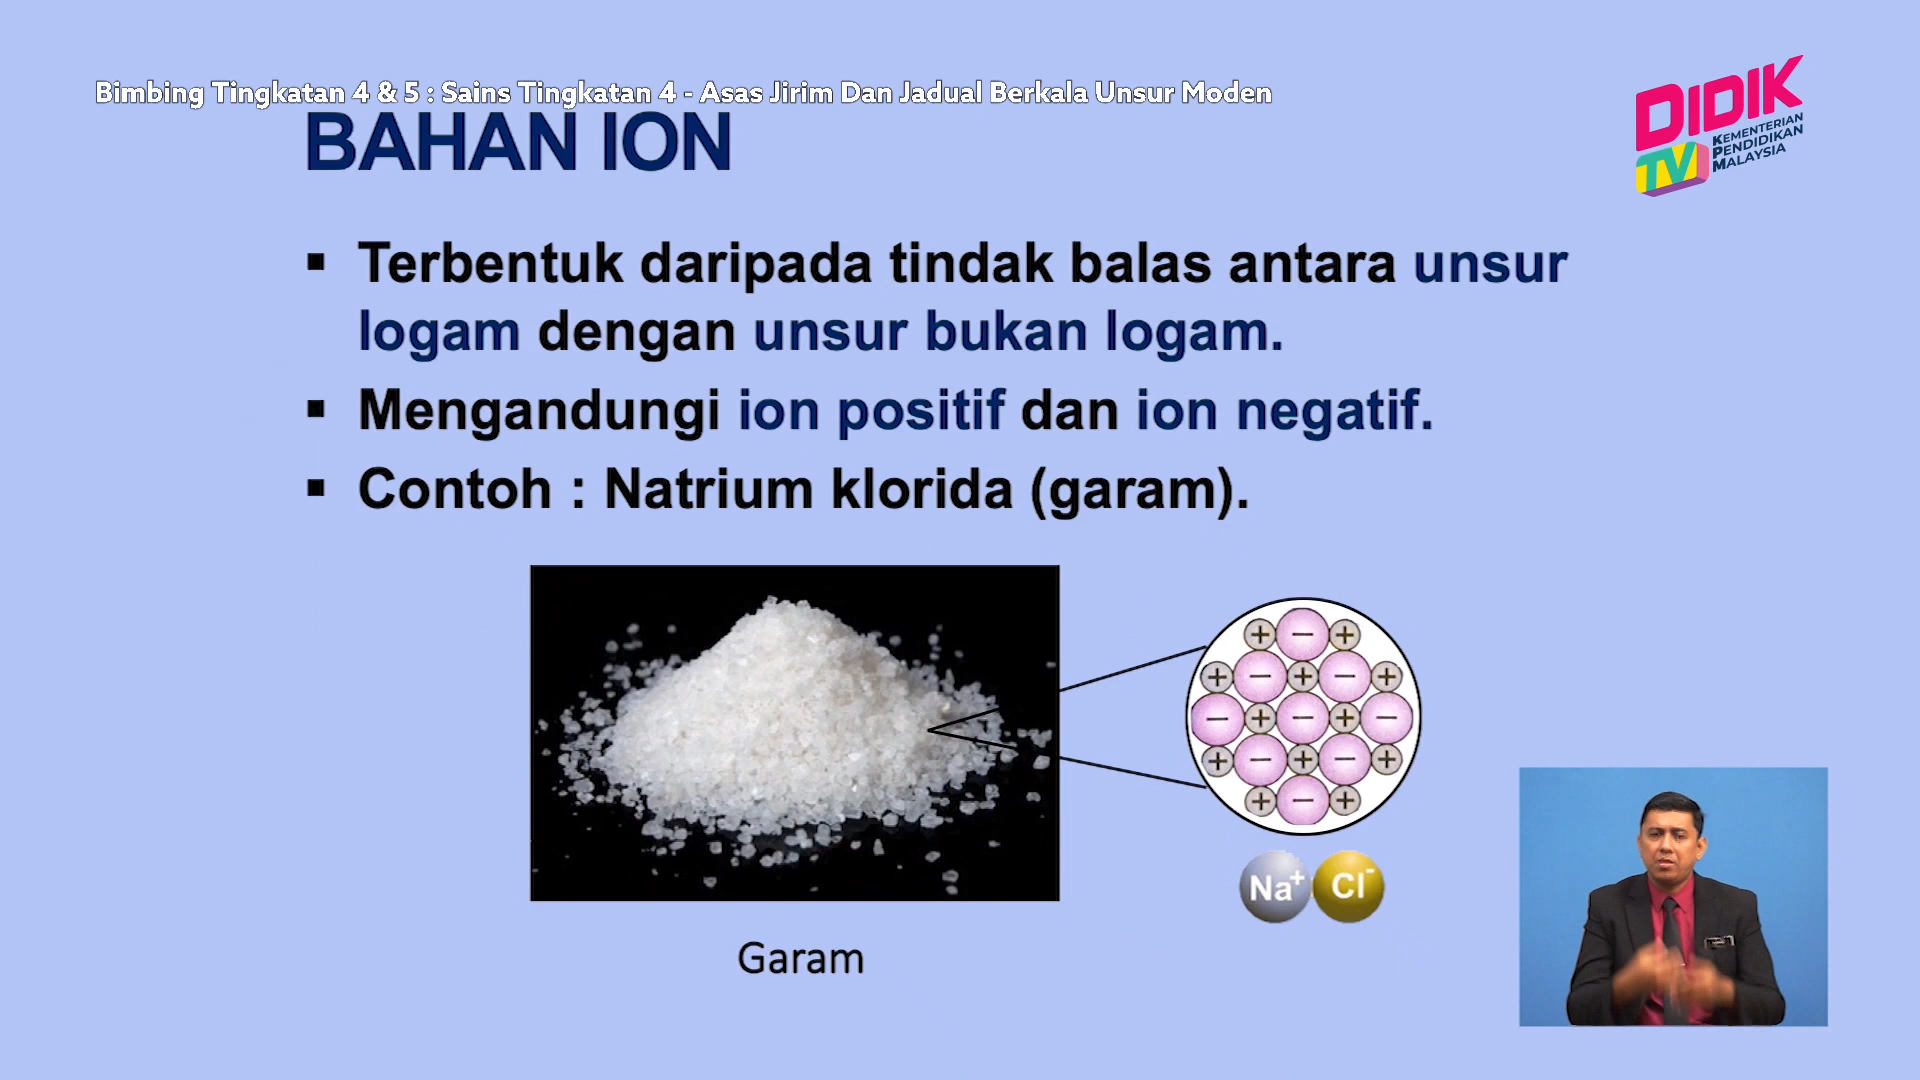 Bimbing Tingkatan 4 & 5 : Sains Tingkatan 4 - Asas Jirim Dan Jadual Berkala Unsur Moden
DIDIK
TV
KEMENTERIAN
PENDIDIKAN
MALAYSIA
BAHAN ION
▪ Terbentuk daripada tindak balas antara unsur
logam dengan unsur bukan logam.
▪ Mengandungi ion positif dan ion negatif.
▪ Contoh : Natrium klorida (garam).
+ − +
+ − + − +
− + − + −
+ − + − +
+ − +
Na+ Cl-
Garam